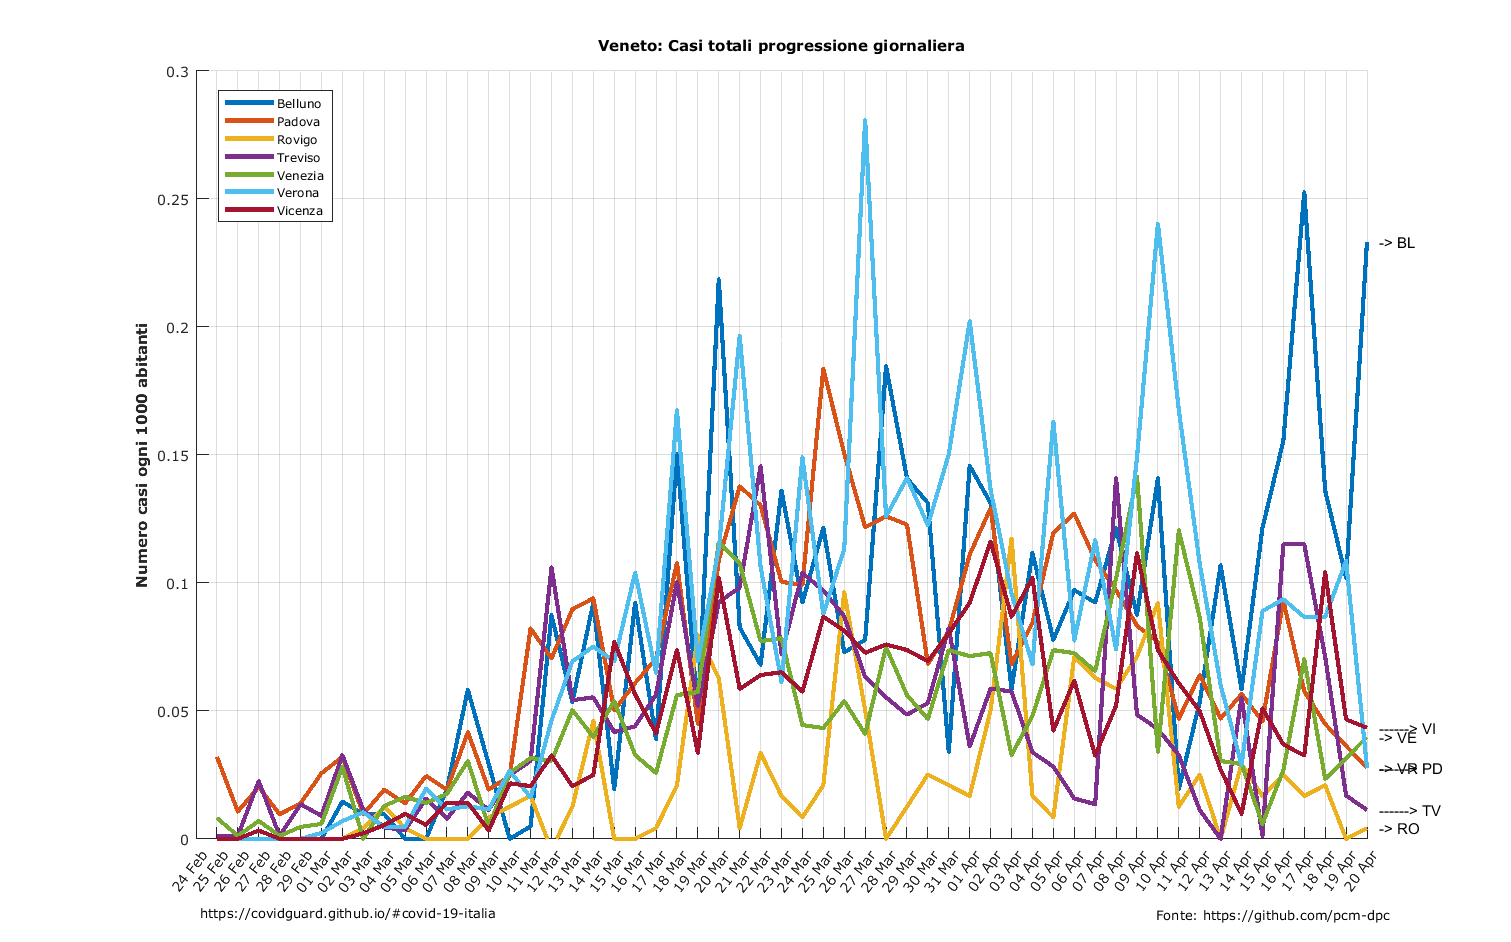 Veneto: Casi totali progressione giornaliera
Numero casi ogni 1000 abitanti
0.3
0.25
0.2
0.15
0.1
0.05
0
Belluno
Padova
Rovigo
Treviso
Venezia
Verona
Vicenza
-> BL
------> VI
-> VE
-> VR
------> PD
------> TV
-> RO
24 Feb
25 Feb
26 Feb
27 Feb
28 Feb
29 Feb
01 Mar
02 Mar
03 Mar
04 Mar
05 Mar
06 Mar
07 Mar
08 Mar
09 Mar
10 Mar
11 Mar
12 Mar
13 Mar
14 Mar
15 Mar
16 Mar
17 Mar
18 Mar
19 Mar
20 Mar
21 Mar
22 Mar
23 Mar
24 Mar
25 Mar
26 Mar
27 Mar
28 Mar
29 Mar
30 Mar
31 Mar
01 Apr
02 Apr
03 Apr
04 Apr
05 Apr
06 Apr
07 Apr
08 Apr
09 Apr
10 Apr
11 Apr
12 Apr
13 Apr
14 Apr
15 Apr
16 Apr
17 Apr
18 Apr
19 Apr
20 Apr
https://covidguard.github.io/#covid-19-italia
Fonte: https://github.com/pcm-dpc